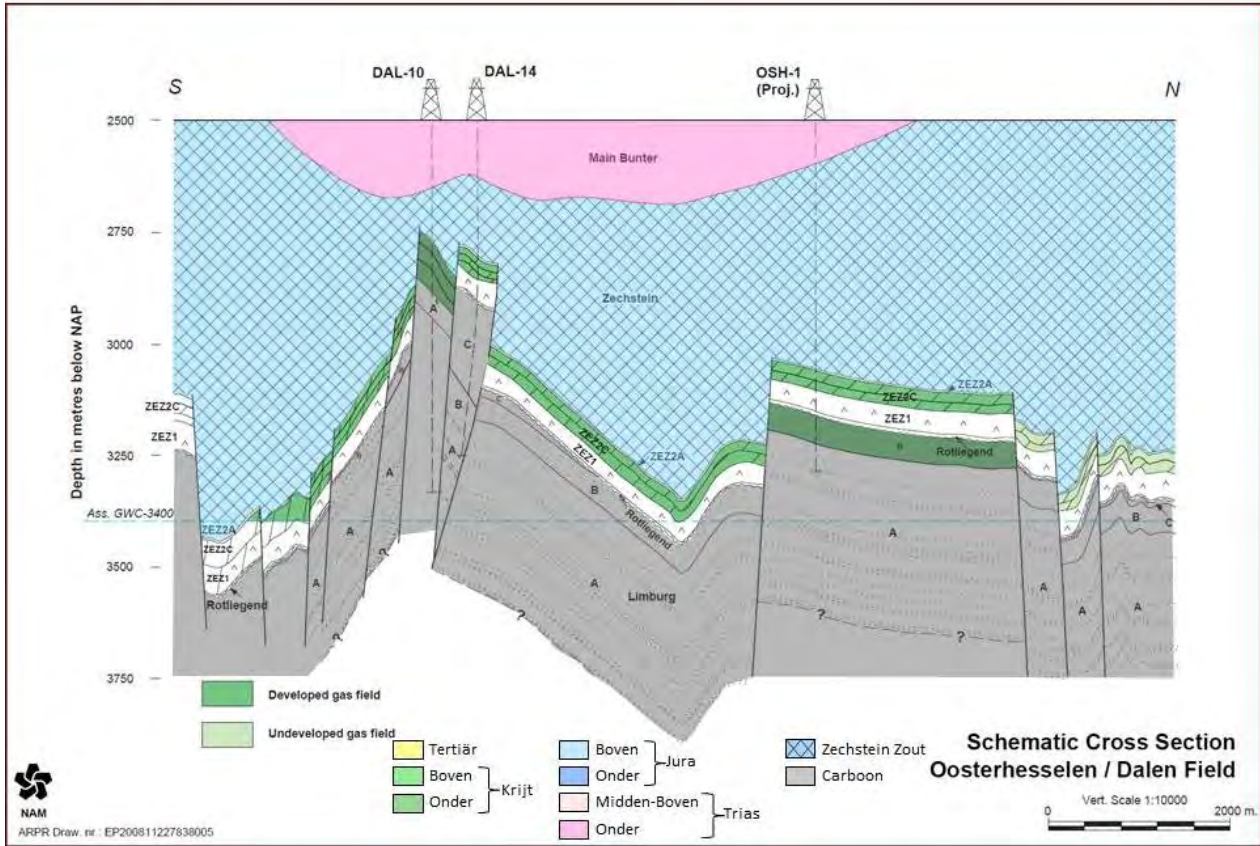 DAL-10
DAL-14
OSH-1
(Proj.)
S
N
2500
2750
3000
3250
3500
3750
Depth in metres below NAP
Ass. GWC-3400
Main Bunter
Zechstein
ZEZ2C
ZEZ1
ZEZ2A
ZEZ2C
ZEZ1
Rotliegend
A
A
A
A
C
B
A
C
ZEZ2C
ZEZ1
ZEZ2A
B
Rotliegend
A
Limburg
?
?
ZEZ2A
ZEZ2C
ZEZ1
B
Rotliegend
A
?
?
A
A
B
C
A
Developed gas field
Undeveloped gas field
Tertiär
Boven
Onder
Krijt
Boven
Onder
Jura
Midden-Boven
Onder
Trias
Zechstein Zout
Carboon
Schematic Cross Section
Oosterhesselen / Dalen Field
Vert. Scale 1:10000
0
2000 m.
NAM
ARPR Draw. nr.: EP200811227838005